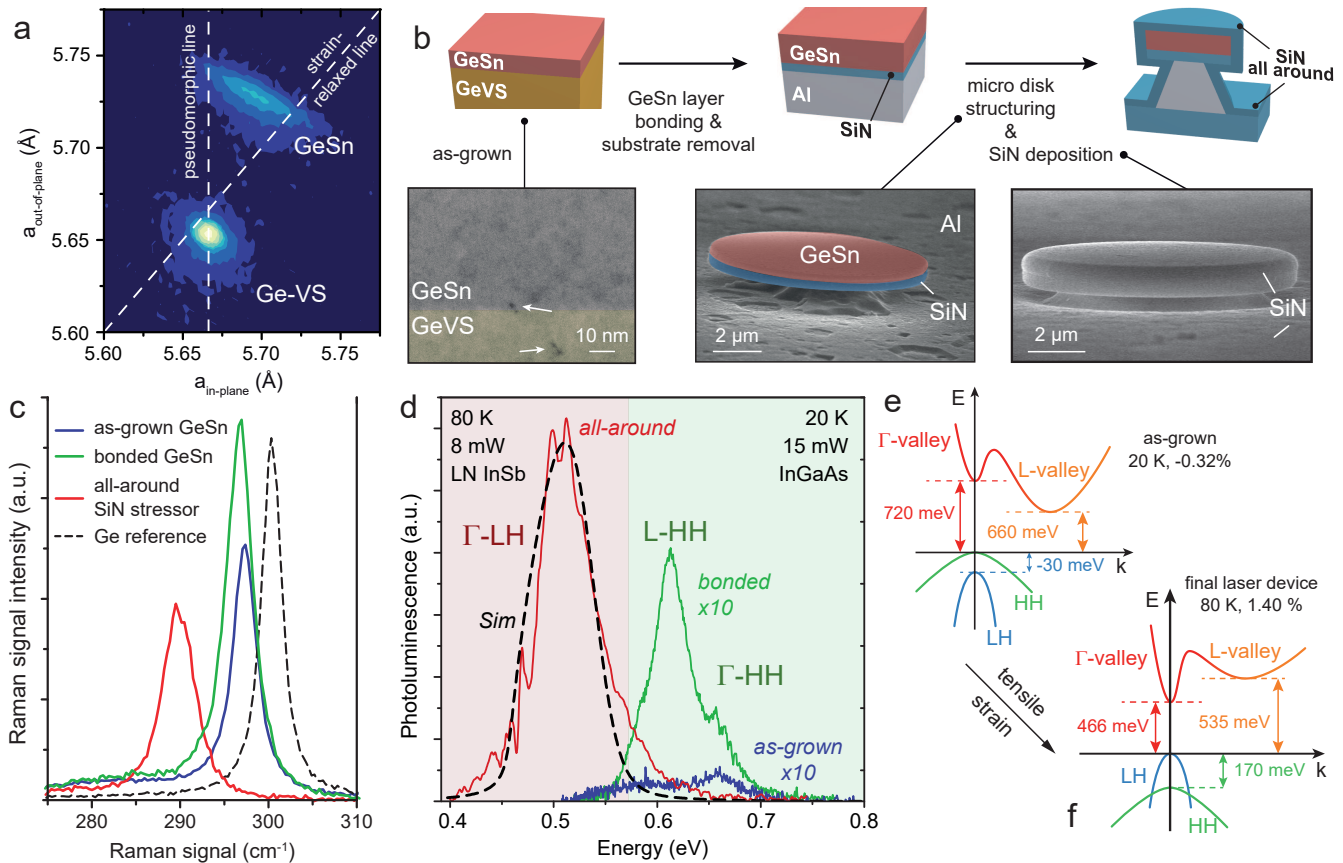 a
5.75
5.70
5.65
5.60
a out-of-plane (Å)
pseudomorphic line
strain-
relaxed line
GeSn
Ge-VS
5.60
5.65
5.70
5.75
a in-plane (Å)
b
GeSn
GeVS
GeSn layer
bonding &
substrate removal
GeSn
Al
SiN
micro disk
structuring
&
SiN deposition
SiN
all around
as-grown
GeSn
GeVS
10 nm
Al
GeSn
SiN
2 μm
SiN
2 μm
c
as-grown GeSn
bonded GeSn
all-around
SiN stressor
Ge reference
Raman signal intensity (a.u.)
280
290
300
310
Raman signal (cm⁻¹)
d
80 K
8 mW
LN InSb
all-around
20 K
15 mW
InGaAs
Γ-LH
L-HH
Sim
bonded
x10
Γ-HH
as-grown
x10
Photoluminescence (a.u.)
0.4
0.5
0.6
0.7
0.8
Energy (eV)
e
E
Γ-valley
L-valley
as-grown
20 K, -0.32%
720 meV
660 meV
-30 meV
k
HH
LH
tensile
strain
final laser device
80 K, 1.40 %
E
Γ-valley
L-valley
466 meV
535 meV
k
LH
170 meV
HH
f